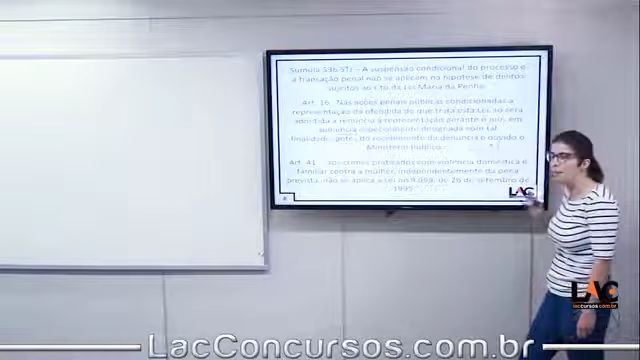 Súmula 536 STJ - A suspensão condicional do processo e
a transação penal não se aplicam na hipótese de delitos
sujeitos ao rito da Lei Maria da Penha.
Art. 16. Nas ações penais públicas condicionadas à
representação da ofendida de que trata esta Lei, só será
admitida a renúncia à representação perante o juiz, em
audiência especialmente designada com tal
finalidade, antes do recebimento da denúncia e ouvido o
Ministério Público.
Art. 41. Aos crimes praticados com violência doméstica e
familiar contra a mulher, independentemente da pena
prevista, não se aplica a Lei nº 9.099, de 26 de setembro de
1995.
LAC
LAC
laccursos.com.br
LacConcursos.com.br